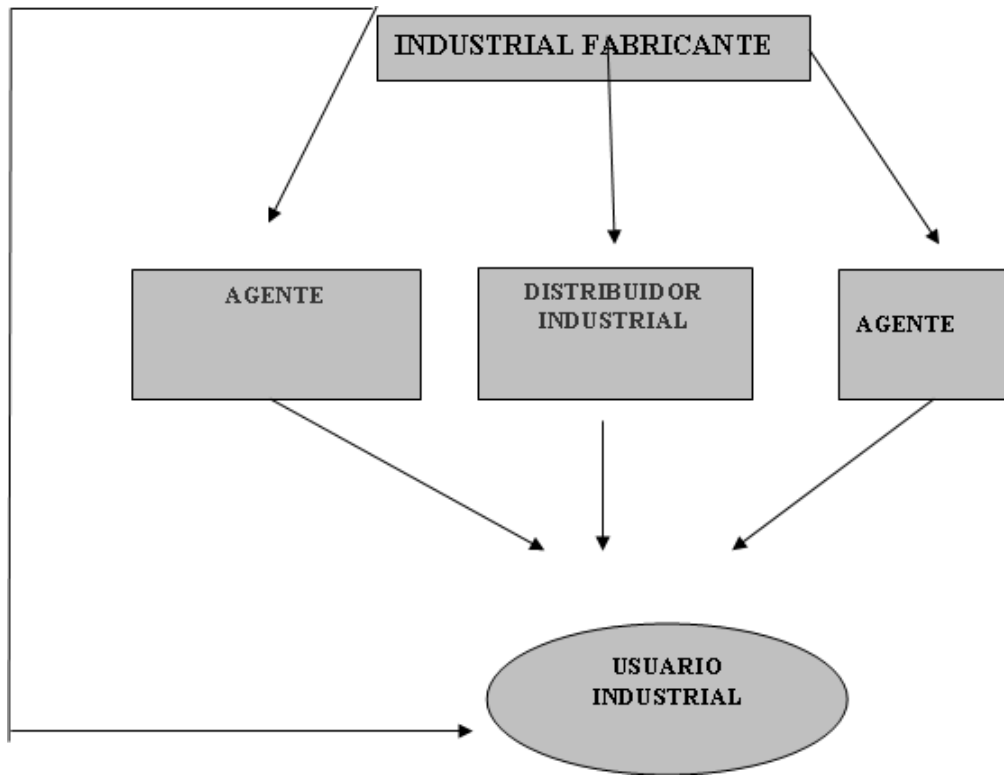 INDUSTRIAL FABRICANTE
AGENTE
DISTRIBUIDOR
INDUSTRIAL
AGENTE
USUARIO
INDUSTRIAL